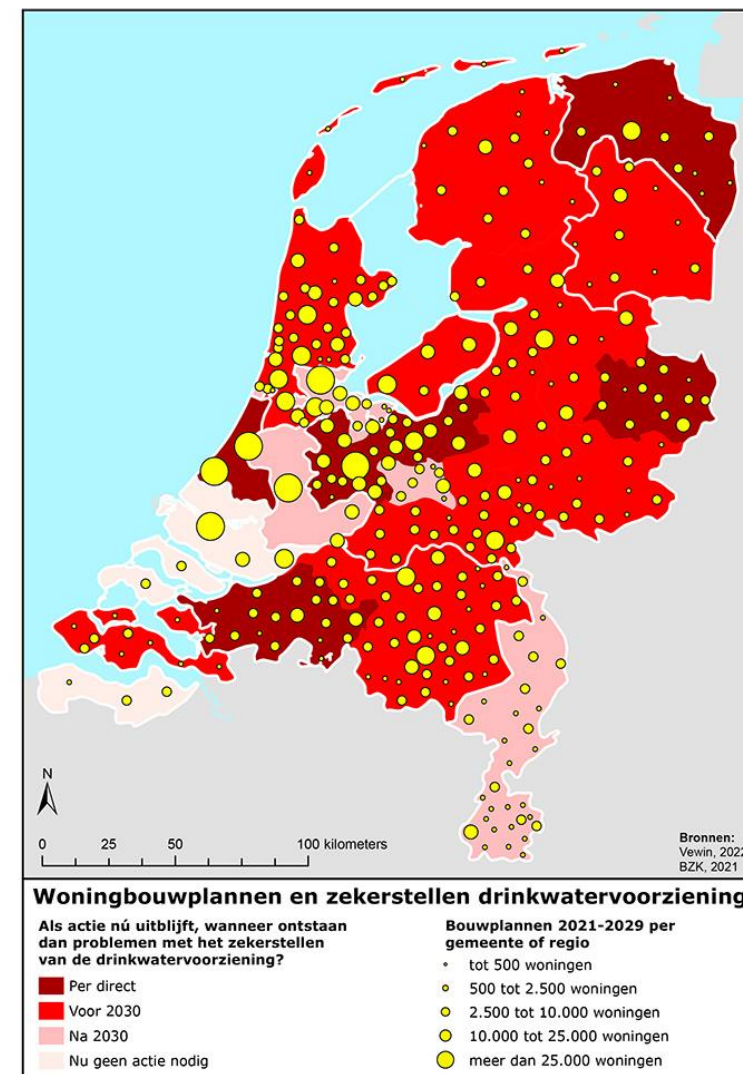 N
0 25 50 100 kilometers
Bronnen:
Vewin, 2022
BZK, 2021
Woningbouwplannen en zekerstellen drinkwatervoorziening
Als actie nú uitblijft, wanneer ontstaan
dan problemen met het zekerstellen
van de drinkwatervoorziening?
Per direct
Voor 2030
Na 2030
Nu geen actie nodig
Bouwplannen 2021-2029 per
gemeente of regio
tot 500 woningen
500 tot 2.500 woningen
2.500 tot 10.000 woningen
10.000 tot 25.000 woningen
meer dan 25.000 woningen